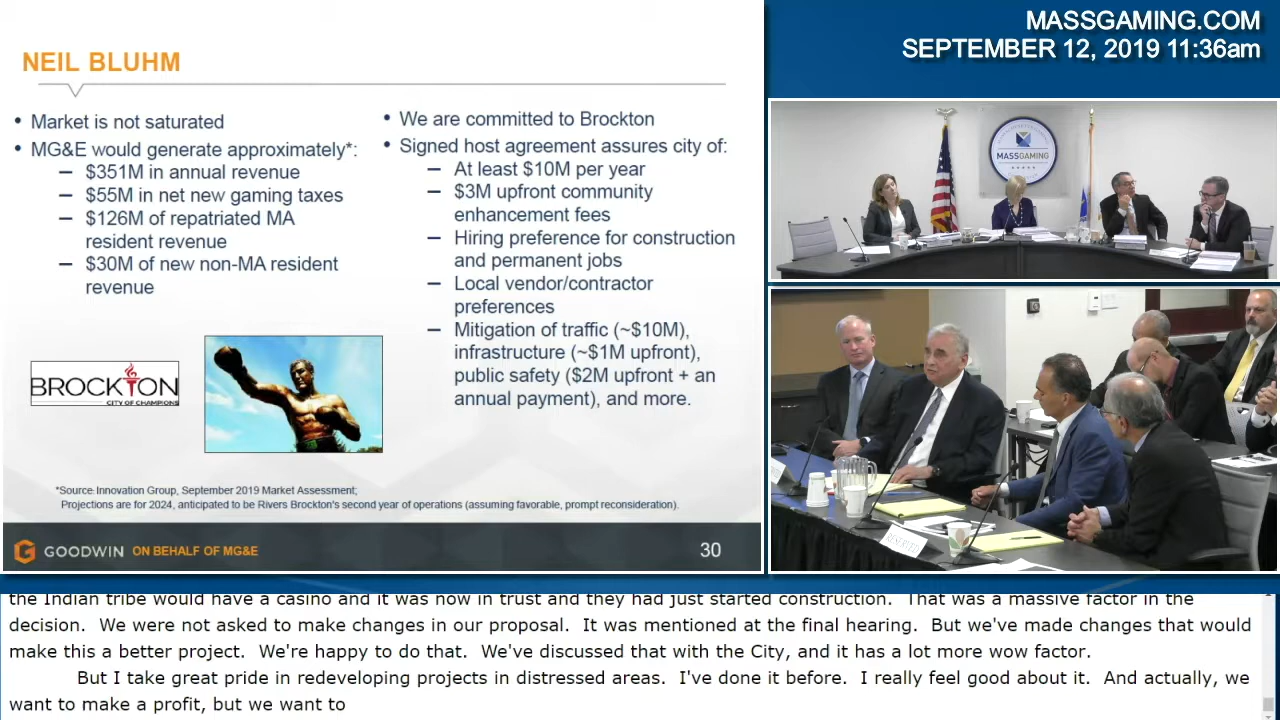 MASSGAMING.COM
SEPTEMBER 12, 2019 11:36am
NEIL BLUHM
• Market is not saturated
• MG&E would generate approximately*:
– $351M in annual revenue
– $55M in net new gaming taxes
– $126M of repatriated MA
resident revenue
– $30M of new non-MA resident
revenue
• We are committed to Brockton
• Signed host agreement assures city of:
– At least $10M per year
– $3M upfront community
enhancement fees
– Hiring preference for construction
and permanent jobs
– Local vendor/contractor
preferences
– Mitigation of traffic (~$10M),
infrastructure (~$1M upfront),
public safety ($2M upfront + an
annual payment), and more.
BROCKTON
CITY OF CHAMPIONS
*Source: Innovation Group, September 2019 Market Assessment;
Projections are for 2024, anticipated to be Rivers Brockton's second year of operations (assuming favorable, prompt reconsideration).
GOODWIN ON BEHALF OF MG&E
30
MASSGAMING
RESERVED
the Indian tribe would have a casino and it was now in trust and they had just started construction. That was a massive factor in the
decision. We were not asked to make changes in our proposal. It was mentioned at the final hearing. But we've made changes that would
make this a better project. We're happy to do that. We've discussed that with the City, and it has a lot more wow factor.
But I take great pride in redeveloping projects in distressed areas. I've done it before. I really feel good about it. And actually, we
want to make a profit, but we want to